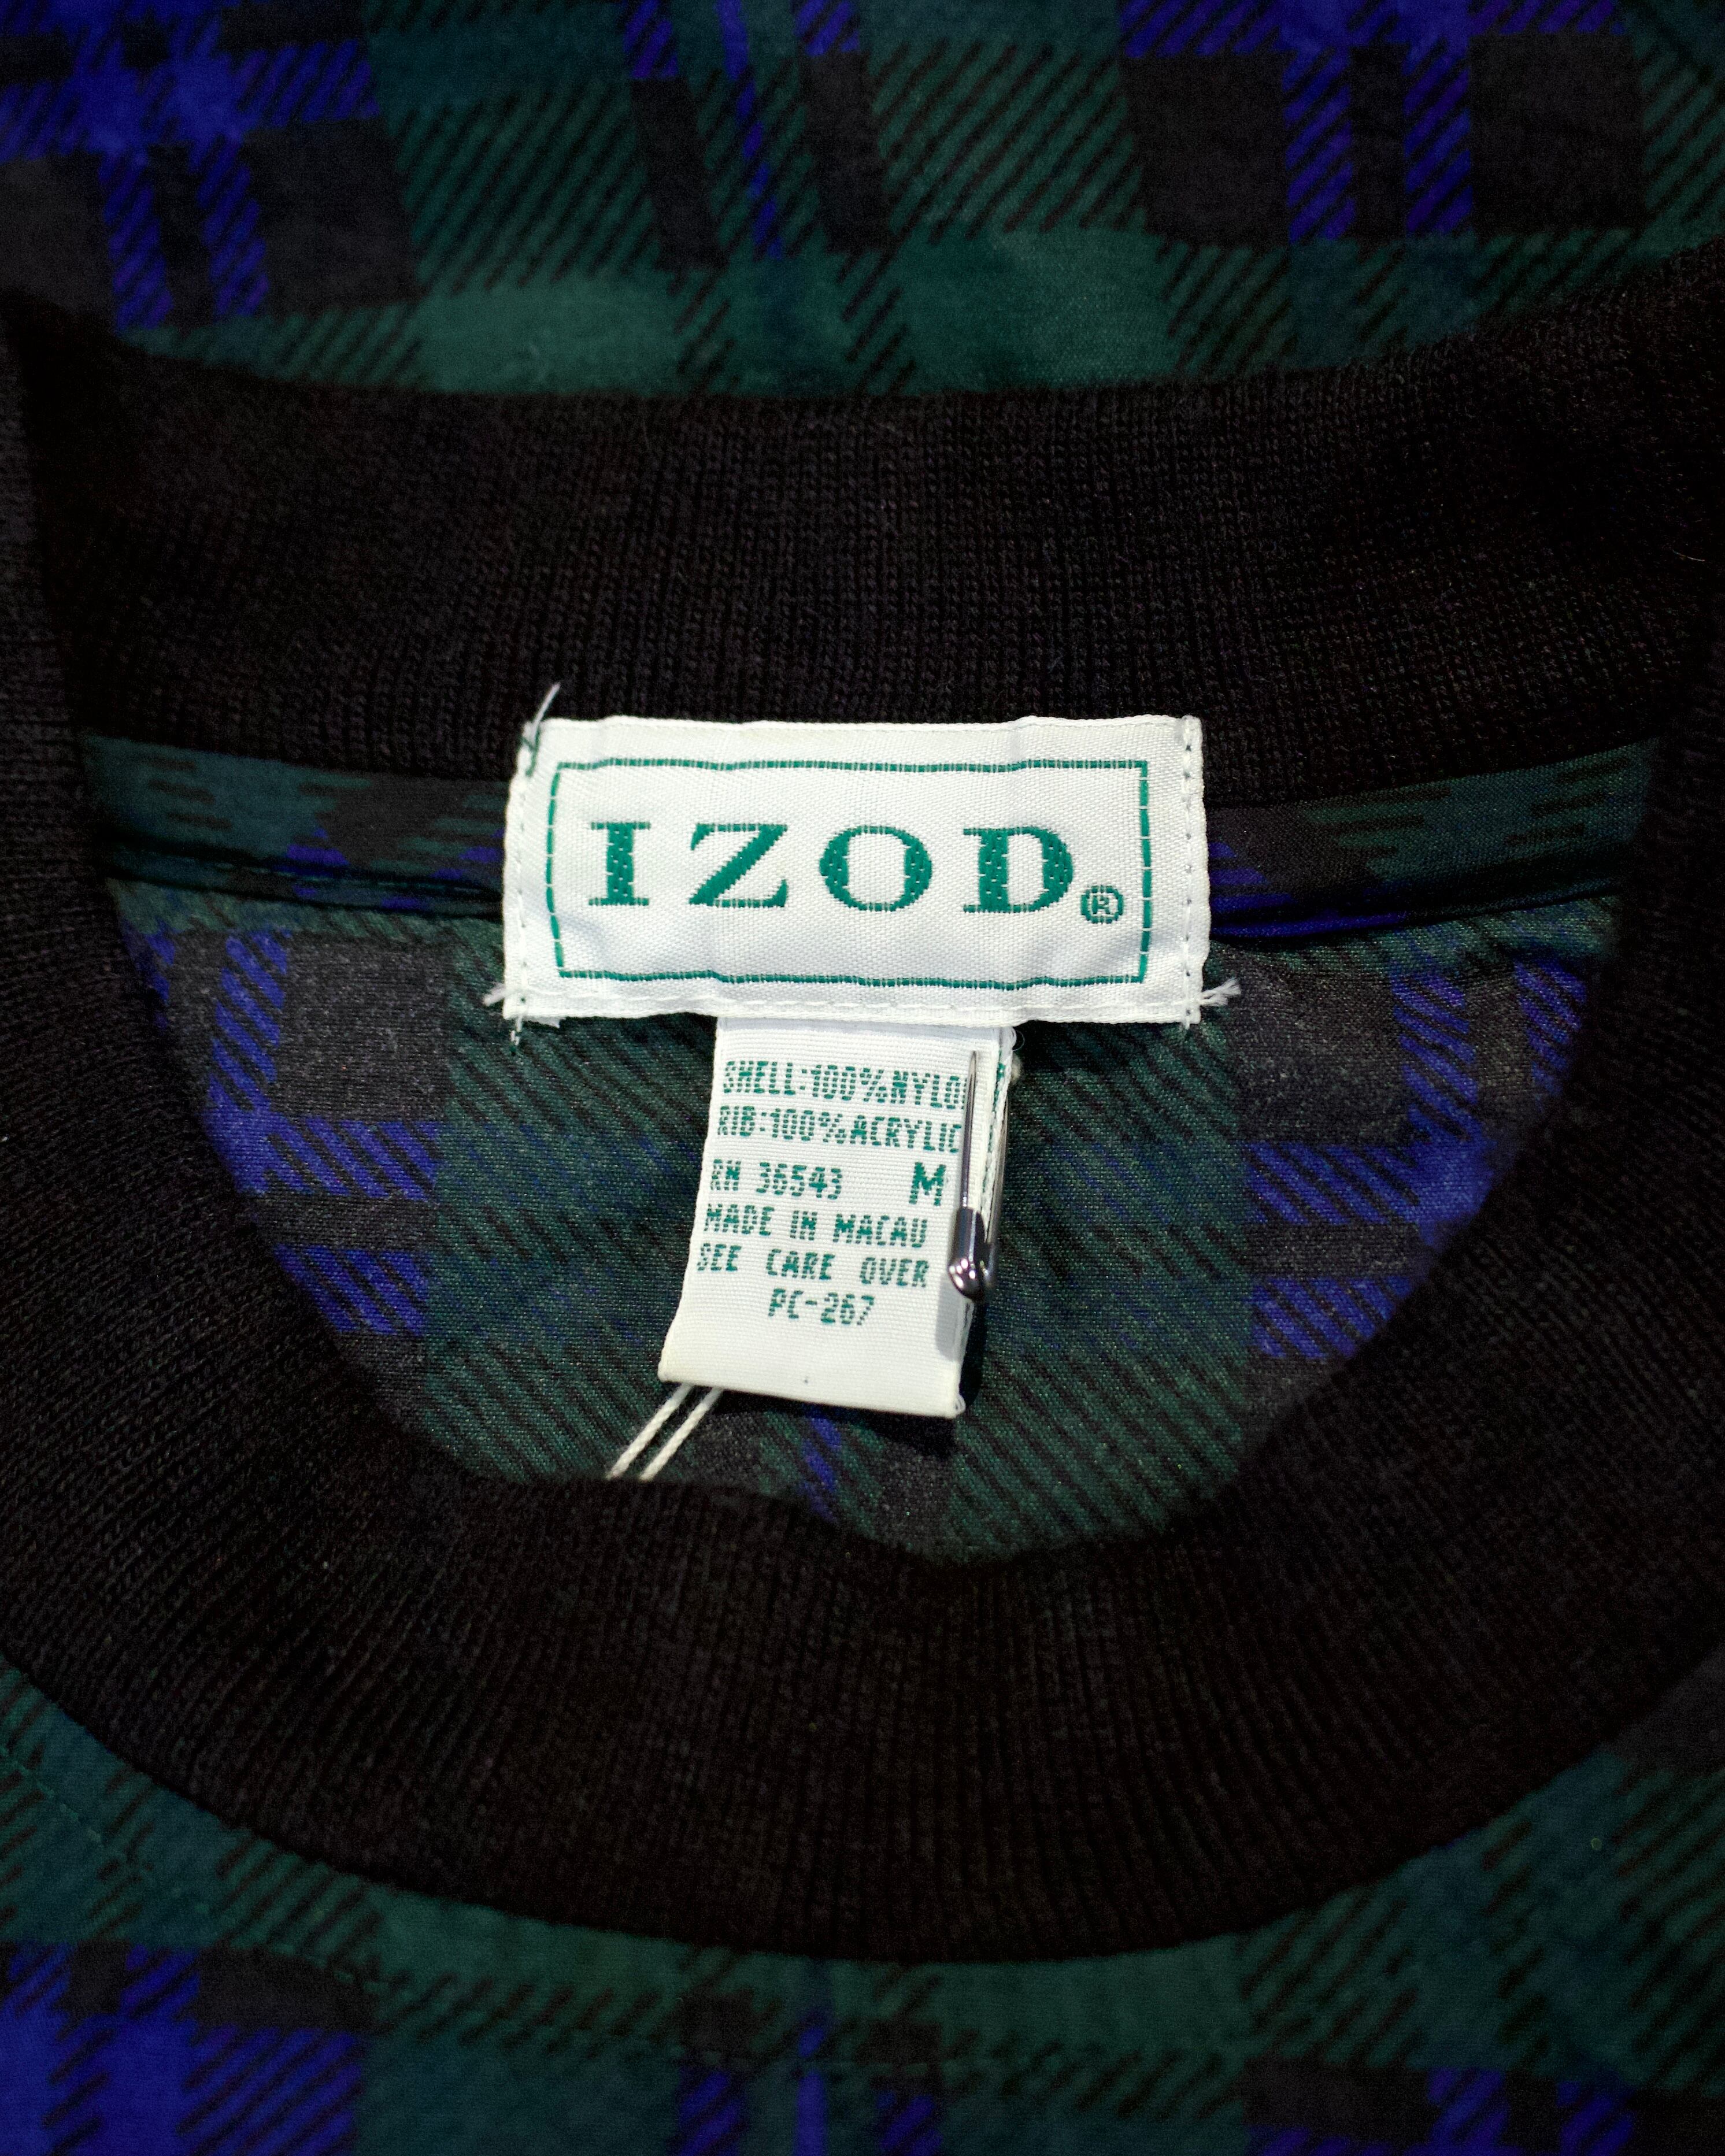 IZOD®
SHELL:100%NYLO
RIB:100%ACRYLIC
RN 36543 M
MADE IN MACAU
SEE CARE OVER
PC-267